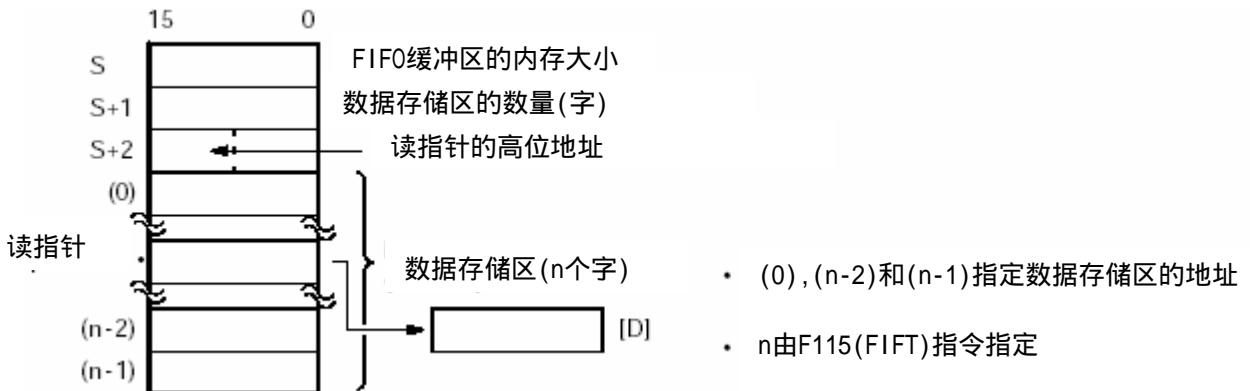 15 0
S
FIFO缓冲区的内存大小
S+1
数据存储区的数量(字)
S+2
读指针的高位地址
(0)
读指针
数据存储区(n个字)
(n-2)
[D]
(n-1)
· (0),(n-2)和(n-1)指定数据存储区的地址
· n由F115(FIFT)指令指定